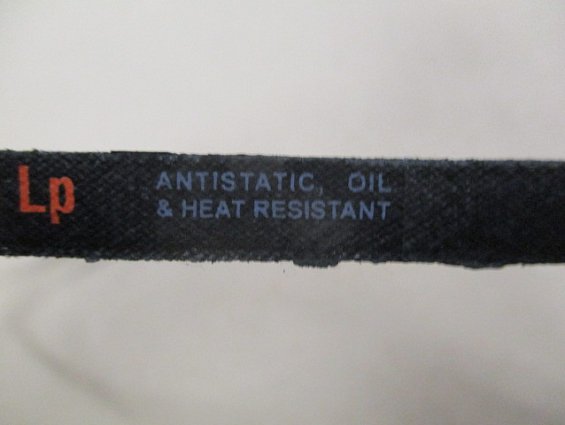 Lp
ANTISTATIC, OIL
& HEAT RESISTANT